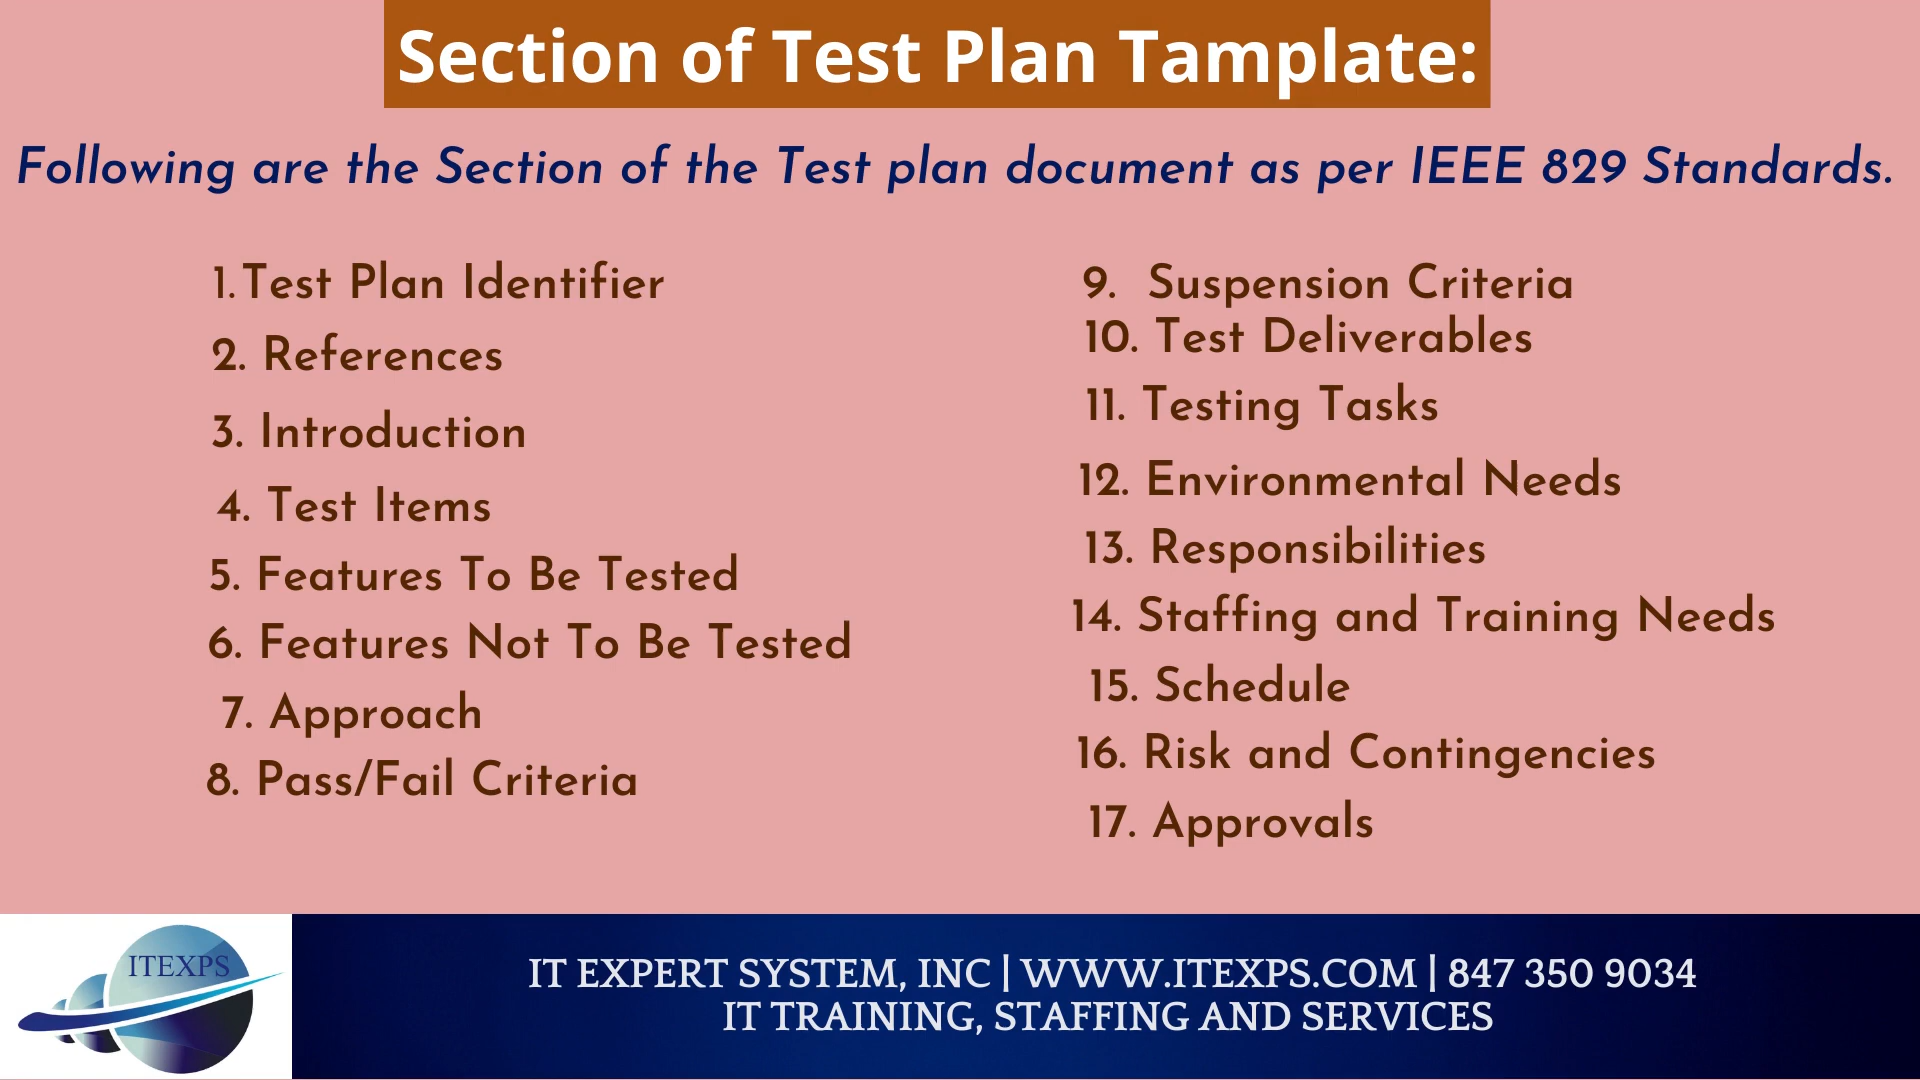 Section of Test Plan Tamplate:
Following are the Section of the Test plan document as per IEEE 829 Standards.
1.Test Plan Identifier
2. References
3. Introduction
4. Test Items
5. Features To Be Tested
6. Features Not To Be Tested
7. Approach
8. Pass/Fail Criteria
9. Suspension Criteria
10. Test Deliverables
11. Testing Tasks
12. Environmental Needs
13. Responsibilities
14. Staffing and Training Needs
15. Schedule
16. Risk and Contingencies
17. Approvals
ITEXPS
IT EXPERT SYSTEM, INC | WWW.ITEXPS.COM | 847 350 9034
IT TRAINING, STAFFING AND SERVICES